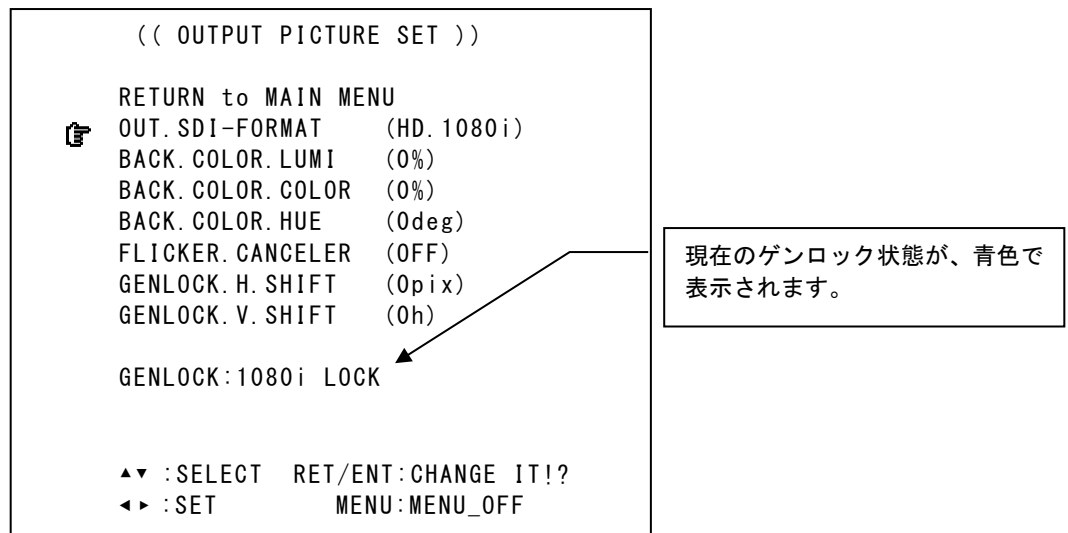 (( OUTPUT PICTURE SET ))
RETURN to MAIN MENU
☞ OUT.SDI-FORMAT (HD.1080i)
BACK.COLOR.LUMI (0%)
BACK.COLOR.COLOR (0%)
BACK.COLOR.HUE (0deg)
FLICKER.CANCELER (OFF)
GENLOCK.H.SHIFT (0pix)
GENLOCK.V.SHIFT (0h)
GENLOCK:1080i LOCK
▲▼ :SELECT RET/ENT:CHANGE IT!?
◄► :SET MENU:MENU_OFF
現在のゲンロック状態が、青色で
表示されます。